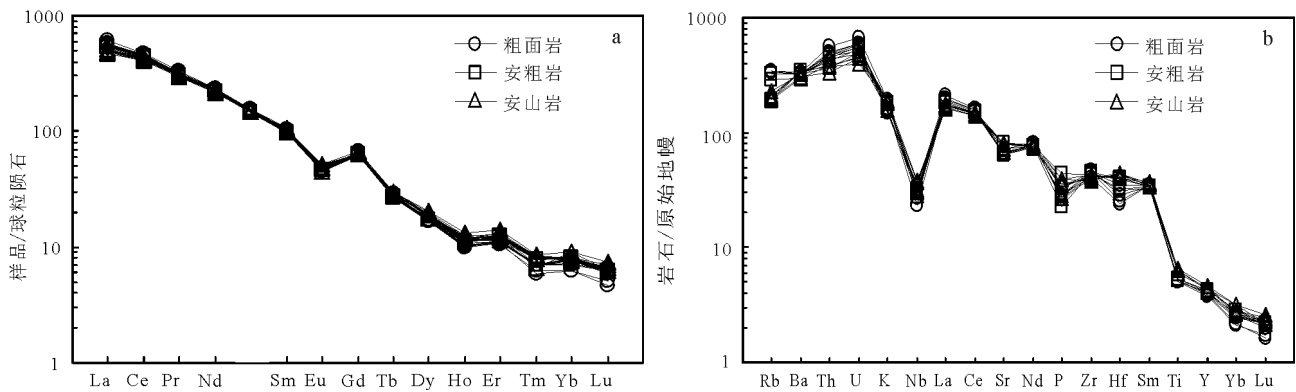 1000
100
10
1
样品/球粒陨石
a
粗面岩
安粗岩
安山岩
La Ce Pr Nd Sm Eu Gd Tb Dy Ho Er Tm Yb Lu
1000
100
10
1
岩石/原始地幔
b
粗面岩
安粗岩
安山岩
Rb Ba Th U K Nb La Ce Sr Nd P Zr Hf Sm Ti Y Yb Lu